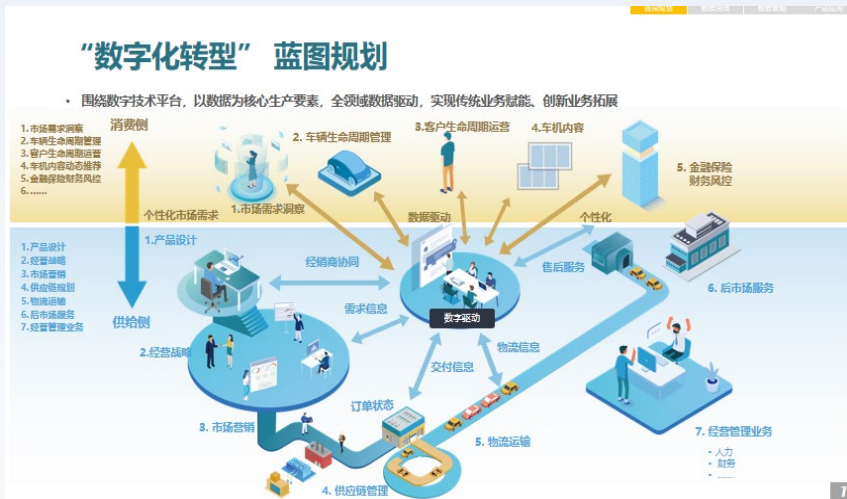 咨询规划
产品应用
“数字化转型” 蓝图规划
• 围绕数字技术平台，以数据为核心生产要素，全领域数据驱动，实现传统业务赋能、创新业务拓展
1.市场需求洞察
2.车辆生命周期管理
3.客户生命周期运营
4.车机内容动态推荐
5.金融保险财务风控
6.……
消费侧
个性化市场需求
1.市场需求洞察
2. 车辆生命周期管理
3.客户生命周期运营
4.车机内容
5. 金融保险
财务风控
数据驱动
个性化
1.产品设计
2.经营战略
3.市场营销
4.供应链规划
5.物流运输
6.后市场服务
7.经营管理业务
供给侧
1.产品设计
经销商协同
售后服务
需求信息
数字驱动
6. 后市场服务
2.经营战略
物流信息
交付信息
订单状态
3. 市场营销
5. 物流运输
4. 供应链管理
7. 经营管理业务
- 人力
- 财务
- ……
7